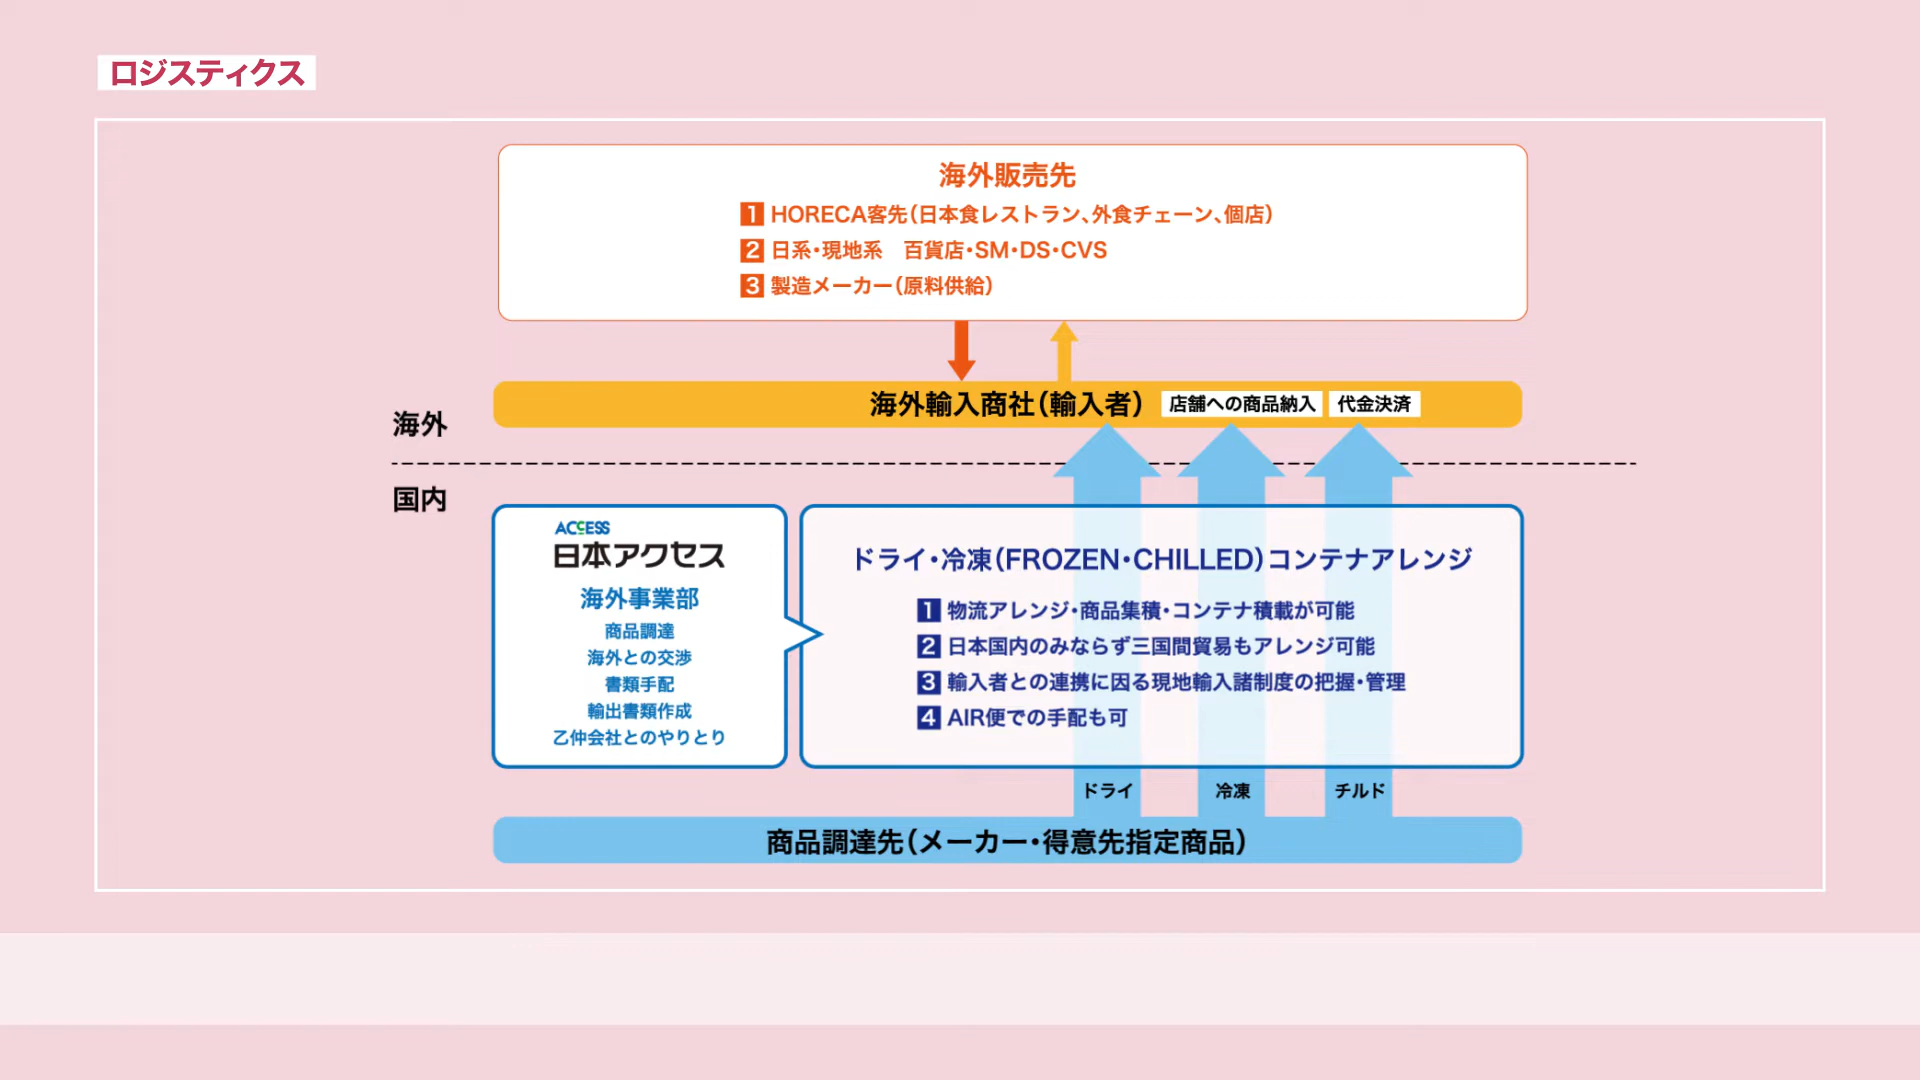 ロジスティクス
海外販売先
1 HORECA客先(日本食レストラン、外食チェーン、個店)
2 日系・現地系　百貨店・SM・DS・CVS
3 製造メーカー(原料供給)
海外輸入商社(輸入者) 店舗への商品納入 代金決済
海外
国内
ACCESS
日本アクセス
海外事業部
商品調達
海外との交渉
書類手配
輸出書類作成
乙仲会社とのやりとり
ドライ・冷凍(FROZEN・CHILLED)コンテナアレンジ
1 物流アレンジ・商品集積・コンテナ積載が可能
2 日本国内のみならず三国間貿易もアレンジ可能
3 輸入者との連携に因る現地輸入諸制度の把握・管理
4 AIR便での手配も可
ドライ 冷凍 チルド
商品調達先(メーカー・得意先指定商品)